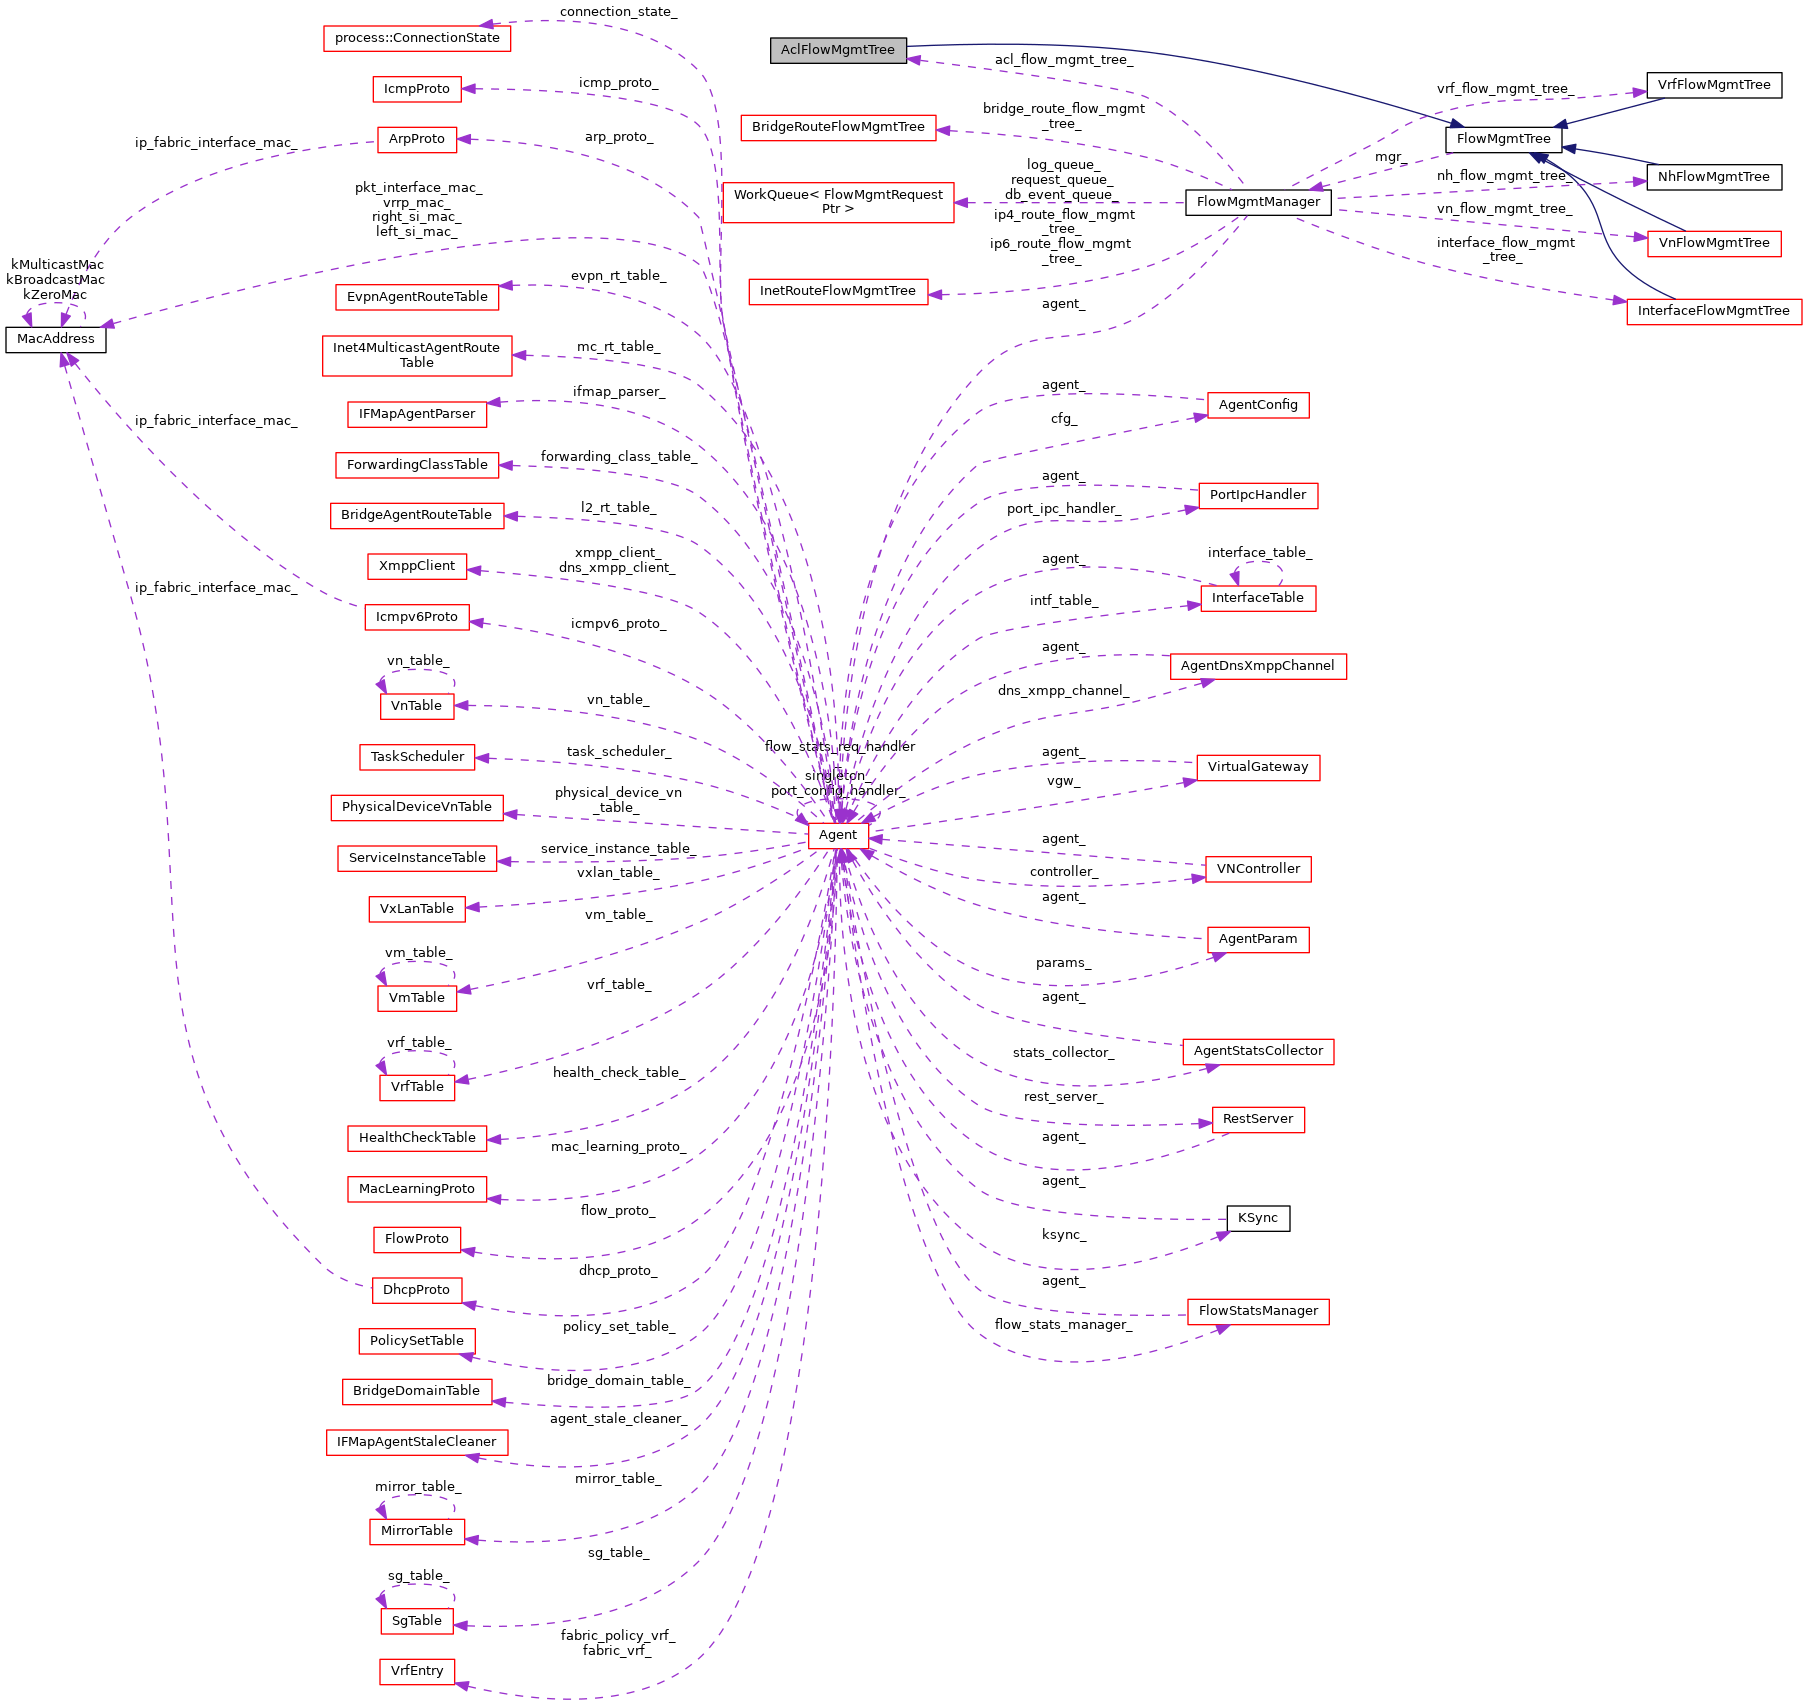 connection_state_
process::ConnectionState
icmp_proto_
IcmpProto
arp_proto_
ArpProto
ip_fabric_interface_mac_
pkt_interface_mac_
vrrp_mac_
right_si_mac_
left_si_mac_
kMulticastMac
kBroadcastMac
kZeroMac
MacAddress
evpn_rt_table_
EvpnAgentRouteTable
mc_rt_table_
Inet4MulticastAgentRoute
Table
ifmap_parser_
IFMapAgentParser
ip_fabric_interface_mac_
forwarding_class_table_
ForwardingClassTable
l2_rt_table_
BridgeAgentRouteTable
xmpp_client_
dns_xmpp_client_
XmppClient
ip_fabric_interface_mac_
icmpv6_proto_
Icmpv6Proto
vn_table_
vn_table_
VnTable
task_scheduler_
TaskScheduler
physical_device_vn
_table_
PhysicalDeviceVnTable
service_instance_table_
ServiceInstanceTable
vxlan_table_
VxLanTable
vm_table_
vm_table_
VmTable
vrf_table_
vrf_table_
VrfTable
health_check_table_
HealthCheckTable
mac_learning_proto_
MacLearningProto
flow_proto_
FlowProto
dhcp_proto_
DhcpProto
policy_set_table_
PolicySetTable
bridge_domain_table_
BridgeDomainTable
agent_stale_cleaner_
IFMapAgentStaleCleaner
mirror_table_
mirror_table_
MirrorTable
sg_table_
sg_table_
SgTable
fabric_policy_vrf_
fabric_vrf_
VrfEntry
flow_stats_req_handler
_
singleton_
port_config_handler_
Agent
AclFlowMgmtTree
acl_flow_mgmt_tree_
bridge_route_flow_mgmt
_tree_
BridgeRouteFlowMgmtTree
log_queue_
request_queue_
db_event_queue_
WorkQueue< FlowMgmtRequest
Ptr >
ip4_route_flow_mgmt
_tree_
ip6_route_flow_mgmt
_tree_
InetRouteFlowMgmtTree
agent_
FlowMgmtManager
vrf_flow_mgmt_tree_
VrfFlowMgmtTree
FlowMgmtTree
mgr_
nh_flow_mgmt_tree_
NhFlowMgmtTree
vn_flow_mgmt_tree_
VnFlowMgmtTree
interface_flow_mgmt
_tree_
InterfaceFlowMgmtTree
agent_
cfg_
AgentConfig
agent_
port_ipc_handler_
PortIpcHandler
agent_
interface_table_
intf_table_
InterfaceTable
agent_
dns_xmpp_channel_
AgentDnsXmppChannel
agent_
vgw_
VirtualGateway
agent_
controller_
VNController
agent_
params_
AgentParam
agent_
stats_collector_
AgentStatsCollector
rest_server_
agent_
RestServer
agent_
ksync_
KSync
agent_
flow_stats_manager_
FlowStatsManager